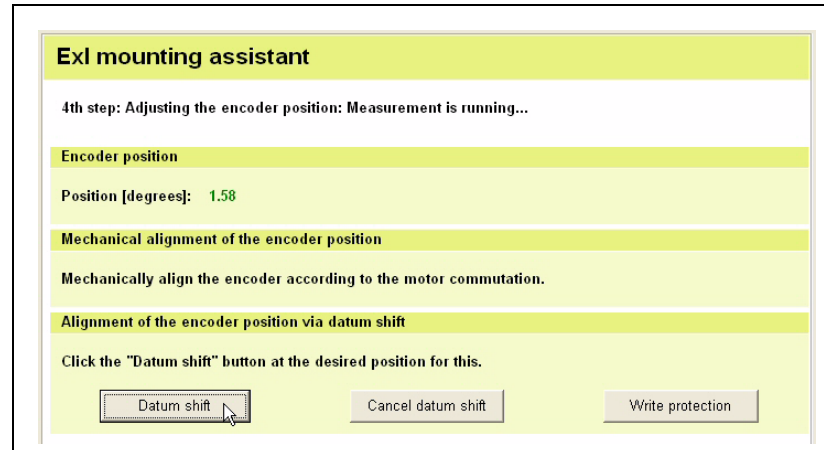 ExI mounting assistant
4th step: Adjusting the encoder position: Measurement is running...
Encoder position
Position [degrees]: 1.58
Mechanical alignment of the encoder position
Mechanically align the encoder according to the motor commutation.
Alignment of the encoder position via datum shift
Click the "Datum shift" button at the desired position for this.
Datum shift Cancel datum shift Write protection